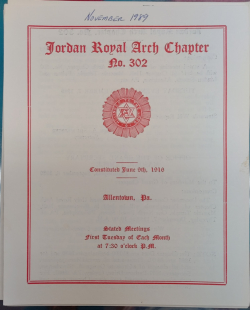 November 1989
Jordan Royal Arch Chapter
No. 302
Constituted June 9th, 1919
Allentown, Pa.
Stated Meetings
First Tuesday of Each Month
at 7:30 o'clock P.M.